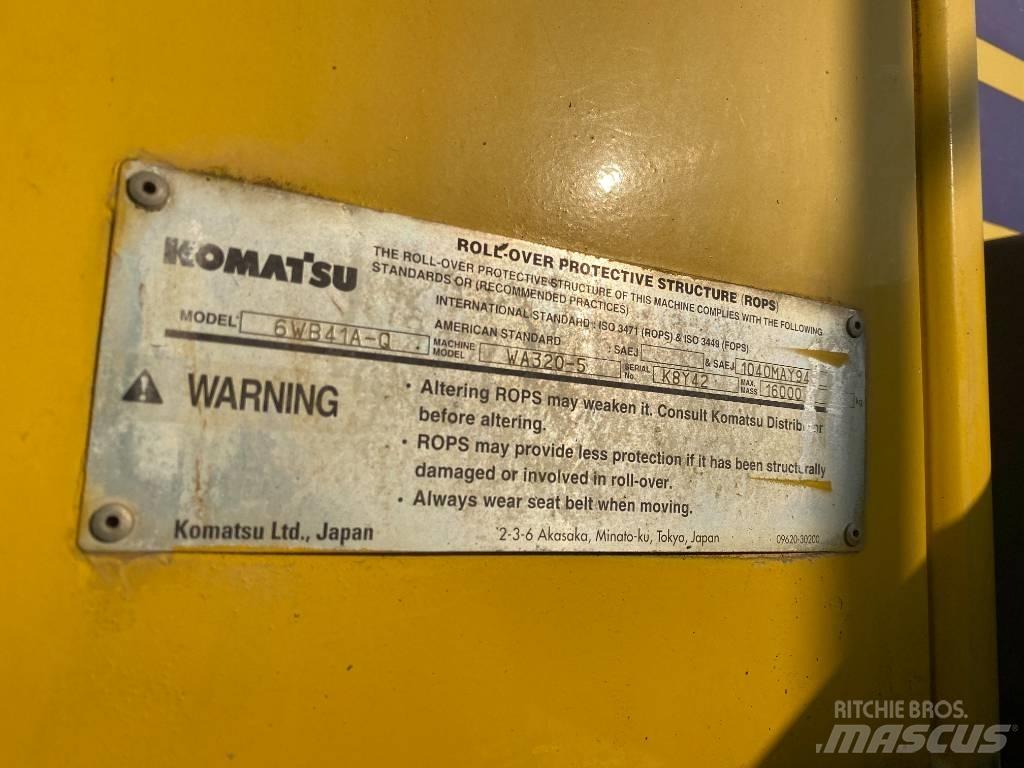 KOMATSU
ROLL-OVER PROTECTIVE STRUCTURE (ROPS)
THE ROLL-OVER PROTECTIVE STRUCTURE OF THIS MACHINE COMPLIES WITH THE FOLLOWING
STANDARDS OR (RECOMMENDED PRACTICES)
INTERNATIONAL STANDARD : ISO 3471 (ROPS) & ISO 3449 (FOPS)
AMERICAN STANDARD : SAEJ & SAEJ 1040MAY94
MODEL 6WB41A-Q MACHINE MODEL WA320-5 SERIAL No. K8Y42 MAX. MASS 16000 kg
WARNING
• Altering ROPS may weaken it. Consult Komatsu Distributor
before altering.
• ROPS may provide less protection if it has been structurally
damaged or involved in roll-over.
• Always wear seat belt when moving.
Komatsu Ltd., Japan 2-3-6 Akasaka, Minato-ku, Tokyo, Japan 09620-30200
RITCHIE BROS.
MASCUS